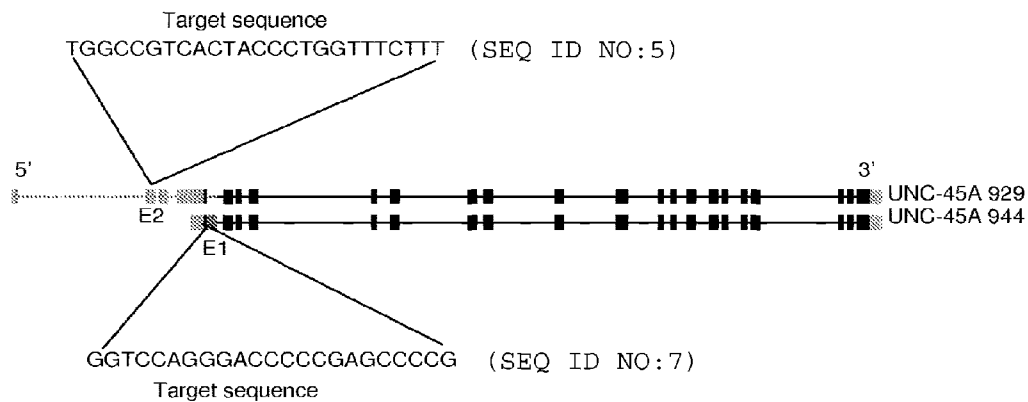 Target sequence
TGGCCGTCACTACCCTGGTTTCTTT (SEQ ID NO:5)
5' 3'
UNC-45A 929
E2
UNC-45A 944
E1
GGTCCAGGGACCCCCGAGCCCCG (SEQ ID NO:7)
Target sequence